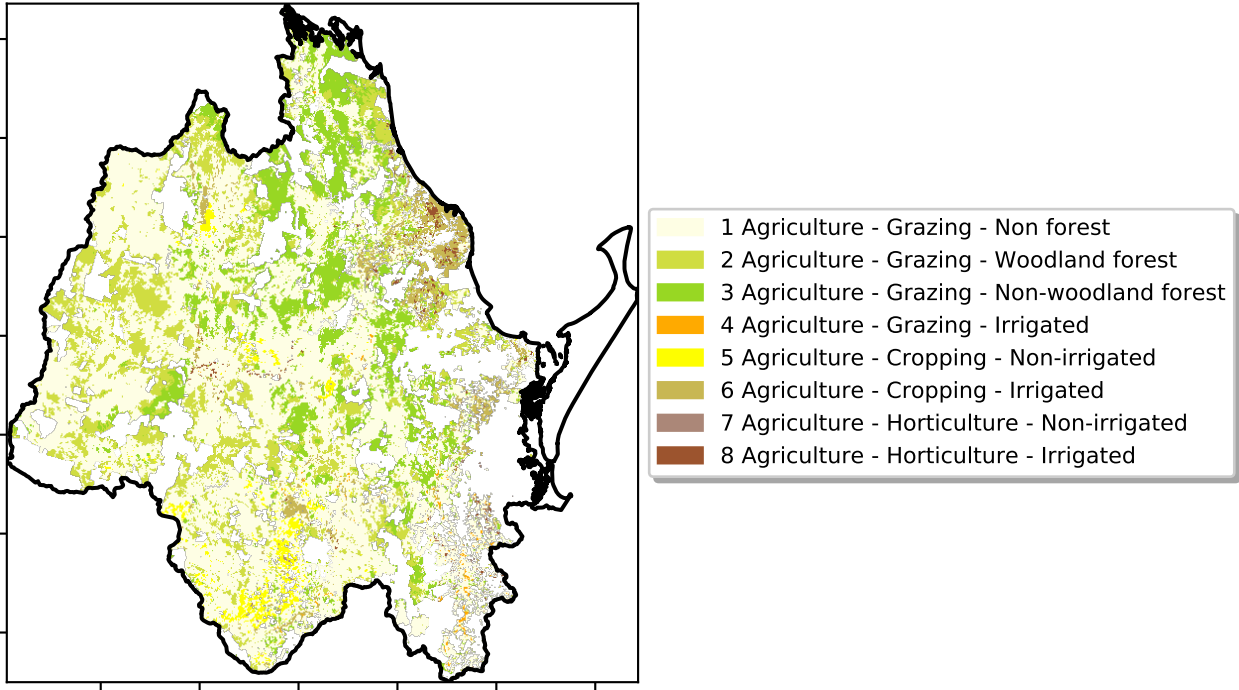 1 Agriculture - Grazing - Non forest
2 Agriculture - Grazing - Woodland forest
3 Agriculture - Grazing - Non-woodland forest
4 Agriculture - Grazing - Irrigated
5 Agriculture - Cropping - Non-irrigated
6 Agriculture - Cropping - Irrigated
7 Agriculture - Horticulture - Non-irrigated
8 Agriculture - Horticulture - Irrigated